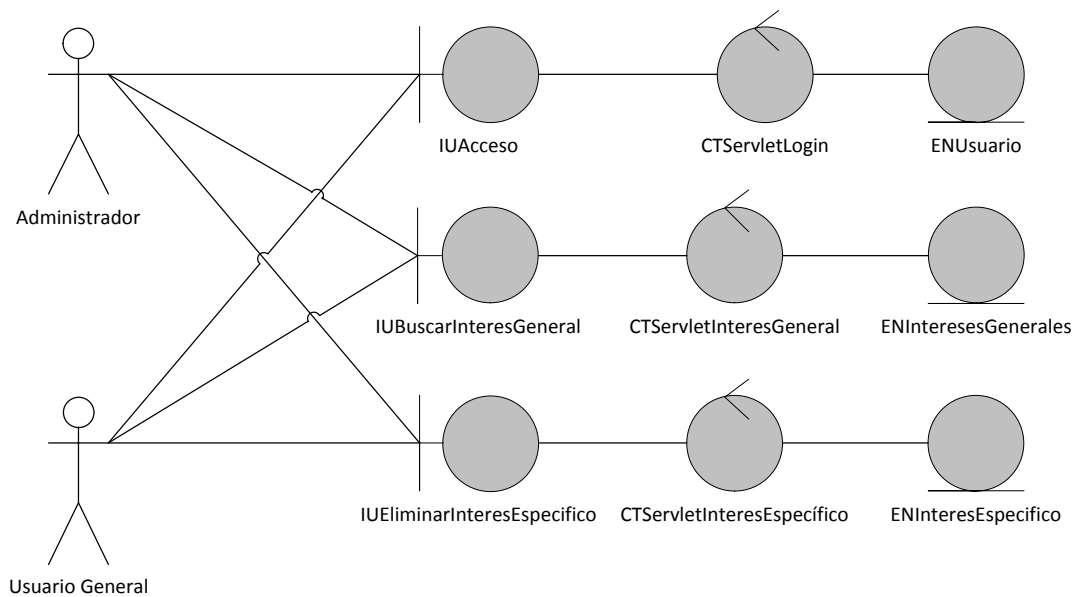 IUAcceso
CTServletLogin
ENUsuario
Administrador
IUBuscarInteresGeneral
CTServletInteresGeneral
ENInteresesGenerales
IUEliminarInteresEspecifico
CTServletInteresEspecífico
ENInteresEspecifico
Usuario General